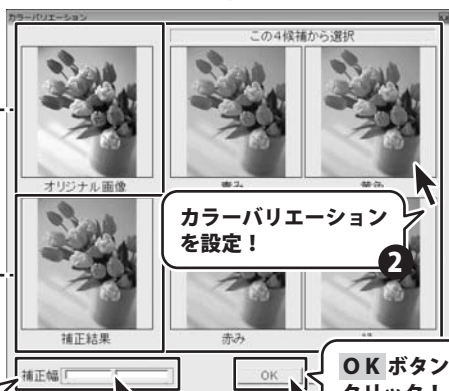 カラーバリエーション
この4候補から選択
オリジナル画像
青み
黄色
カラーバリエーション
を設定！
2
補正結果
赤み
補正幅
OK
OKボタン
クリック！